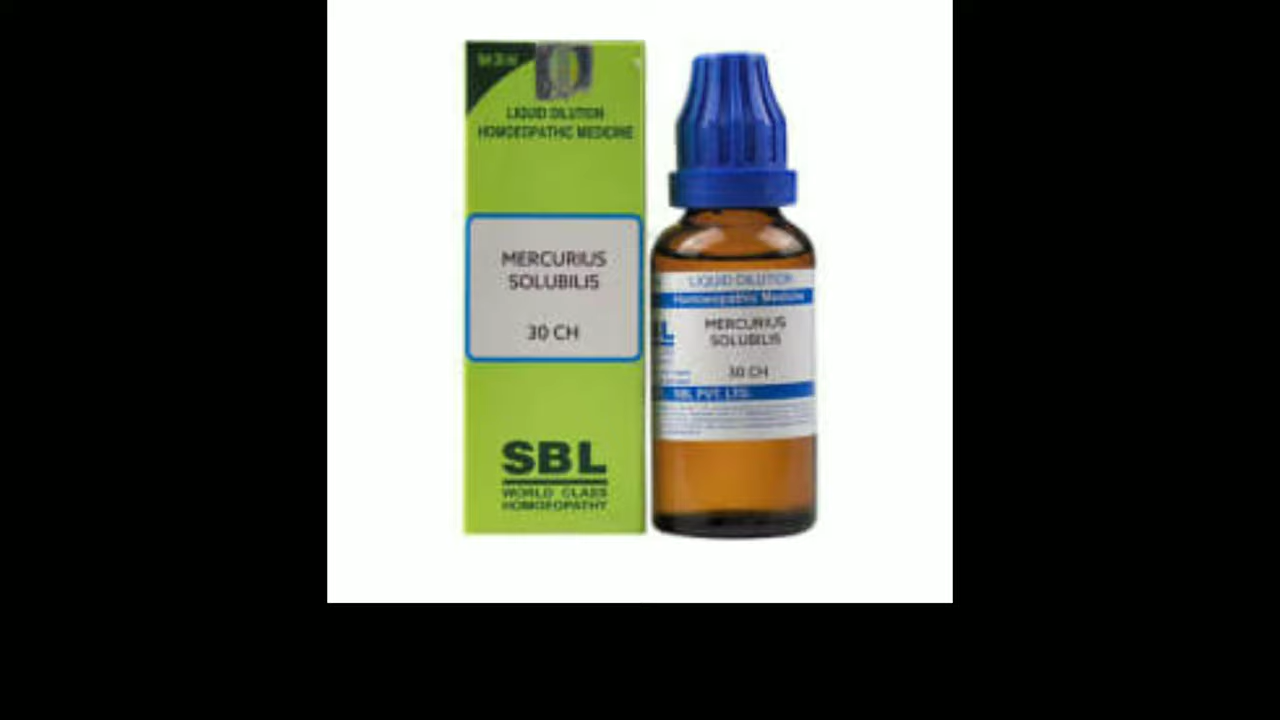 LIQUID DILUTION
HOMOEOPATHIC MEDICINE
MERCURIUS
SOLUBILIS
30 CH
SBL
WORLD CLASS
HOMOEOPATHY
LIQUID DILUTION
Homoeopathic Medicine
MERCURIUS
SOLUBILIS
30 CH
SBL PVT. LTD.